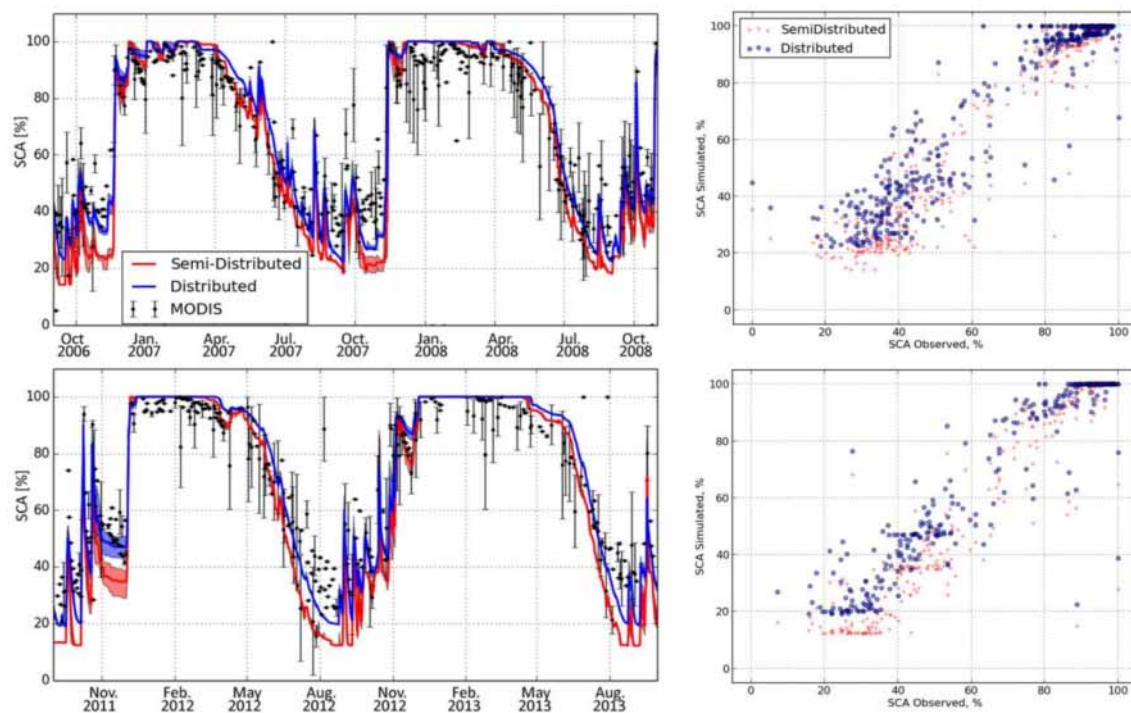 100
80
60
40
20
0
SCA [%]
Semi-Distributed
Distributed
MODIS
Oct. Jan. Apr. Jul. Oct. Jan. Apr. Jul. Oct.
2006 2007 2007 2007 2007 2008 2008 2008 2008
SemiDistributed
Distributed
100
80
60
40
20
0
SCA Simulated, %
0 20 40 60 80 100
SCA Observed, %
100
80
60
40
20
0
SCA [%]
Nov. Feb. May Aug. Nov. Feb. May Aug.
2011 2012 2012 2012 2012 2013 2013 2013
100
80
60
40
20
0
SCA Simulated, %
0 20 40 60 80 100
SCA Observed, %